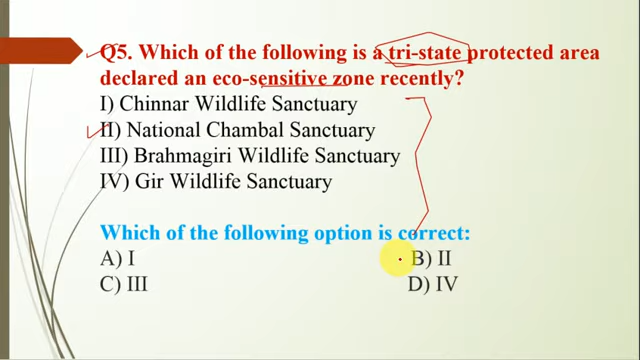 Q5. Which of the following is a tri-state protected area
declared an eco-sensitive zone recently?
I) Chinnar Wildlife Sanctuary
II) National Chambal Sanctuary
III) Brahmagiri Wildlife Sanctuary
IV) Gir Wildlife Sanctuary
Which of the following option is correct:
A) I B) II
C) III D) IV